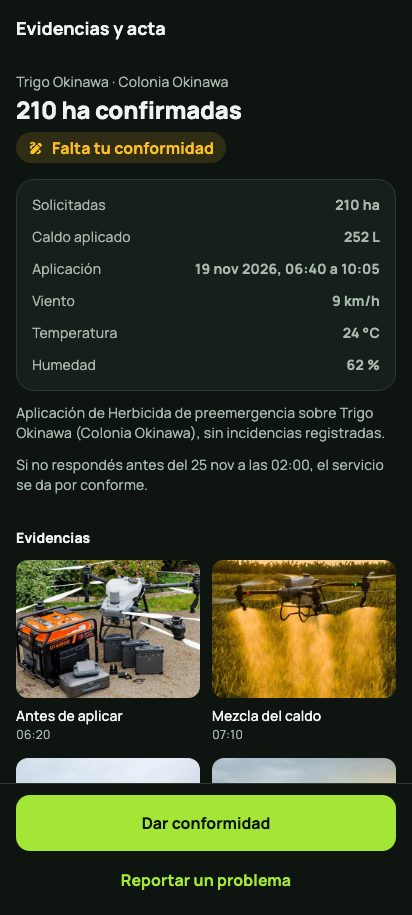 Evidencias y acta
Trigo Okinawa · Colonia Okinawa
210 ha confirmadas
Falta tu conformidad
Solicitadas 210 ha
Caldo aplicado 252 L
Aplicación 19 nov 2026, 06:40 a 10:05
Viento 9 km/h
Temperatura 24 °C
Humedad 62 %
Aplicación de Herbicida de preemergencia sobre Trigo
Okinawa (Colonia Okinawa), sin incidencias registradas.
Si no respondés antes del 25 nov a las 02:00, el servicio
se da por conforme.
Evidencias
Antes de aplicar
06:20
Mezcla del caldo
07:10
Dar conformidad
Reportar un problema